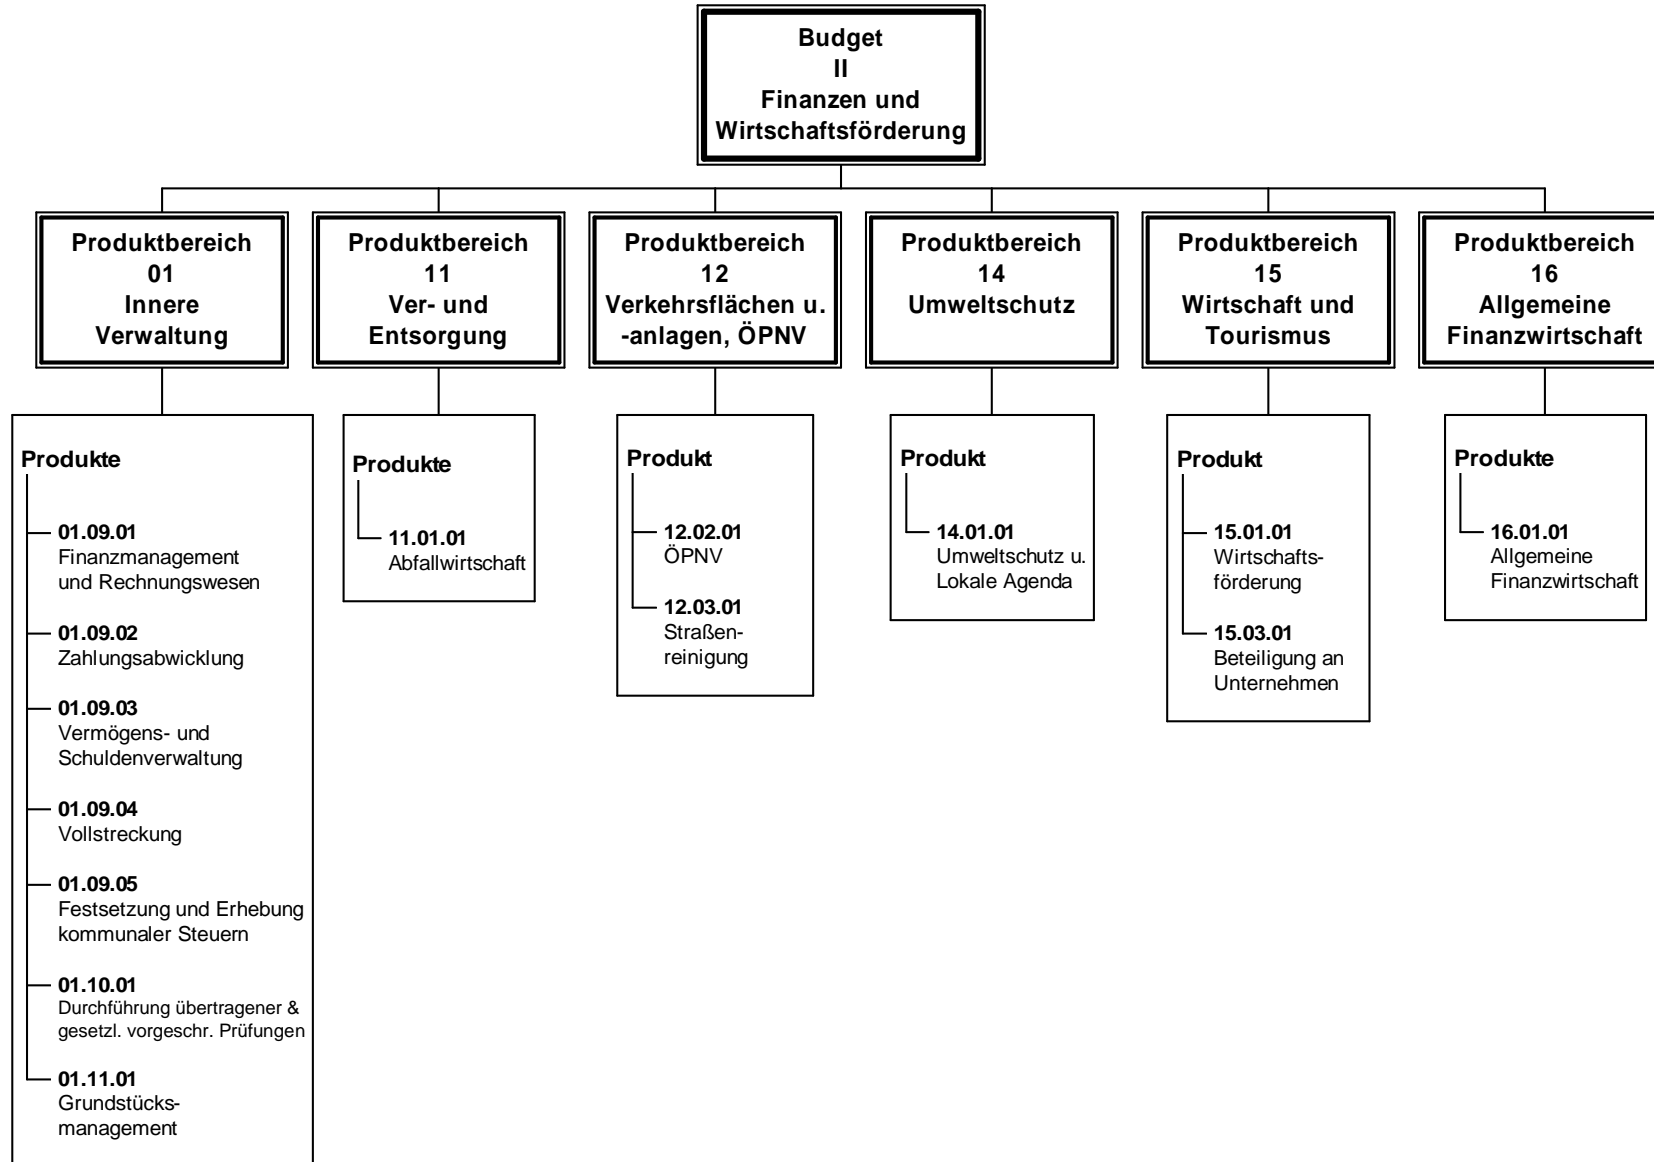 Budget
II
Finanzen und
Wirtschaftsförderung
Produktbereich
01
Innere
Verwaltung
Produktbereich
11
Ver- und
Entsorgung
Produktbereich
12
Verkehrsflächen u.
-anlagen, ÖPNV
Produktbereich
14
Umweltschutz
Produktbereich
15
Wirtschaft und
Tourismus
Produktbereich
16
Allgemeine
Finanzwirtschaft
Produkte
01.09.01
Finanzmanagement
und Rechnungswesen
01.09.02
Zahlungsabwicklung
01.09.03
Vermögens- und
Schuldenverwaltung
01.09.04
Vollstreckung
01.09.05
Festsetzung und Erhebung
kommunaler Steuern
01.10.01
Durchführung übertragener &
gesetzl. vorgeschr. Prüfungen
01.11.01
Grundstücks-
management
Produkte
11.01.01
Abfallwirtschaft
Produkt
12.02.01
ÖPNV
12.03.01
Straßen-
reinigung
Produkt
14.01.01
Umweltschutz u.
Lokale Agenda
Produkt
15.01.01
Wirtschafts-
förderung
15.03.01
Beteiligung an
Unternehmen
Produkte
16.01.01
Allgemeine
Finanzwirtschaft